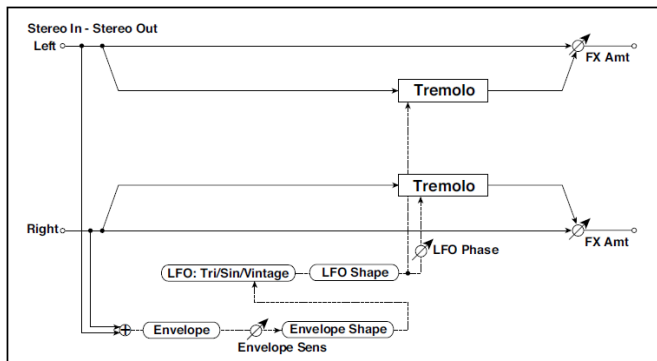 Stereo In - Stereo Out
Left
FX Amt
Tremolo
Tremolo
Right
FX Amt
LFO Phase
LFO: Tri/Sin/Vintage
LFO Shape
Envelope
Envelope Shape
Envelope Sens